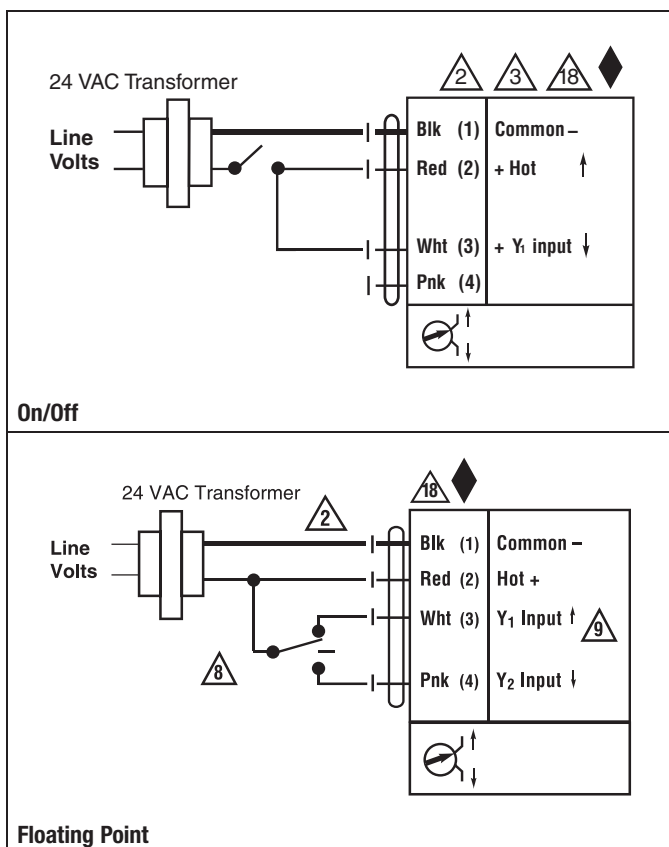 2 3 18
24 VAC Transformer
Line
Volts
Blk (1) Common –
Red (2) + Hot ↑
Wht (3) + Y₁ input ↓
Pnk (4)
On/Off
18
24 VAC Transformer
2
Line
Volts
Blk (1) Common –
Red (2) Hot +
Wht (3) Y₁ Input ↑ 9
8
Pnk (4) Y₂ Input ↓
Floating Point